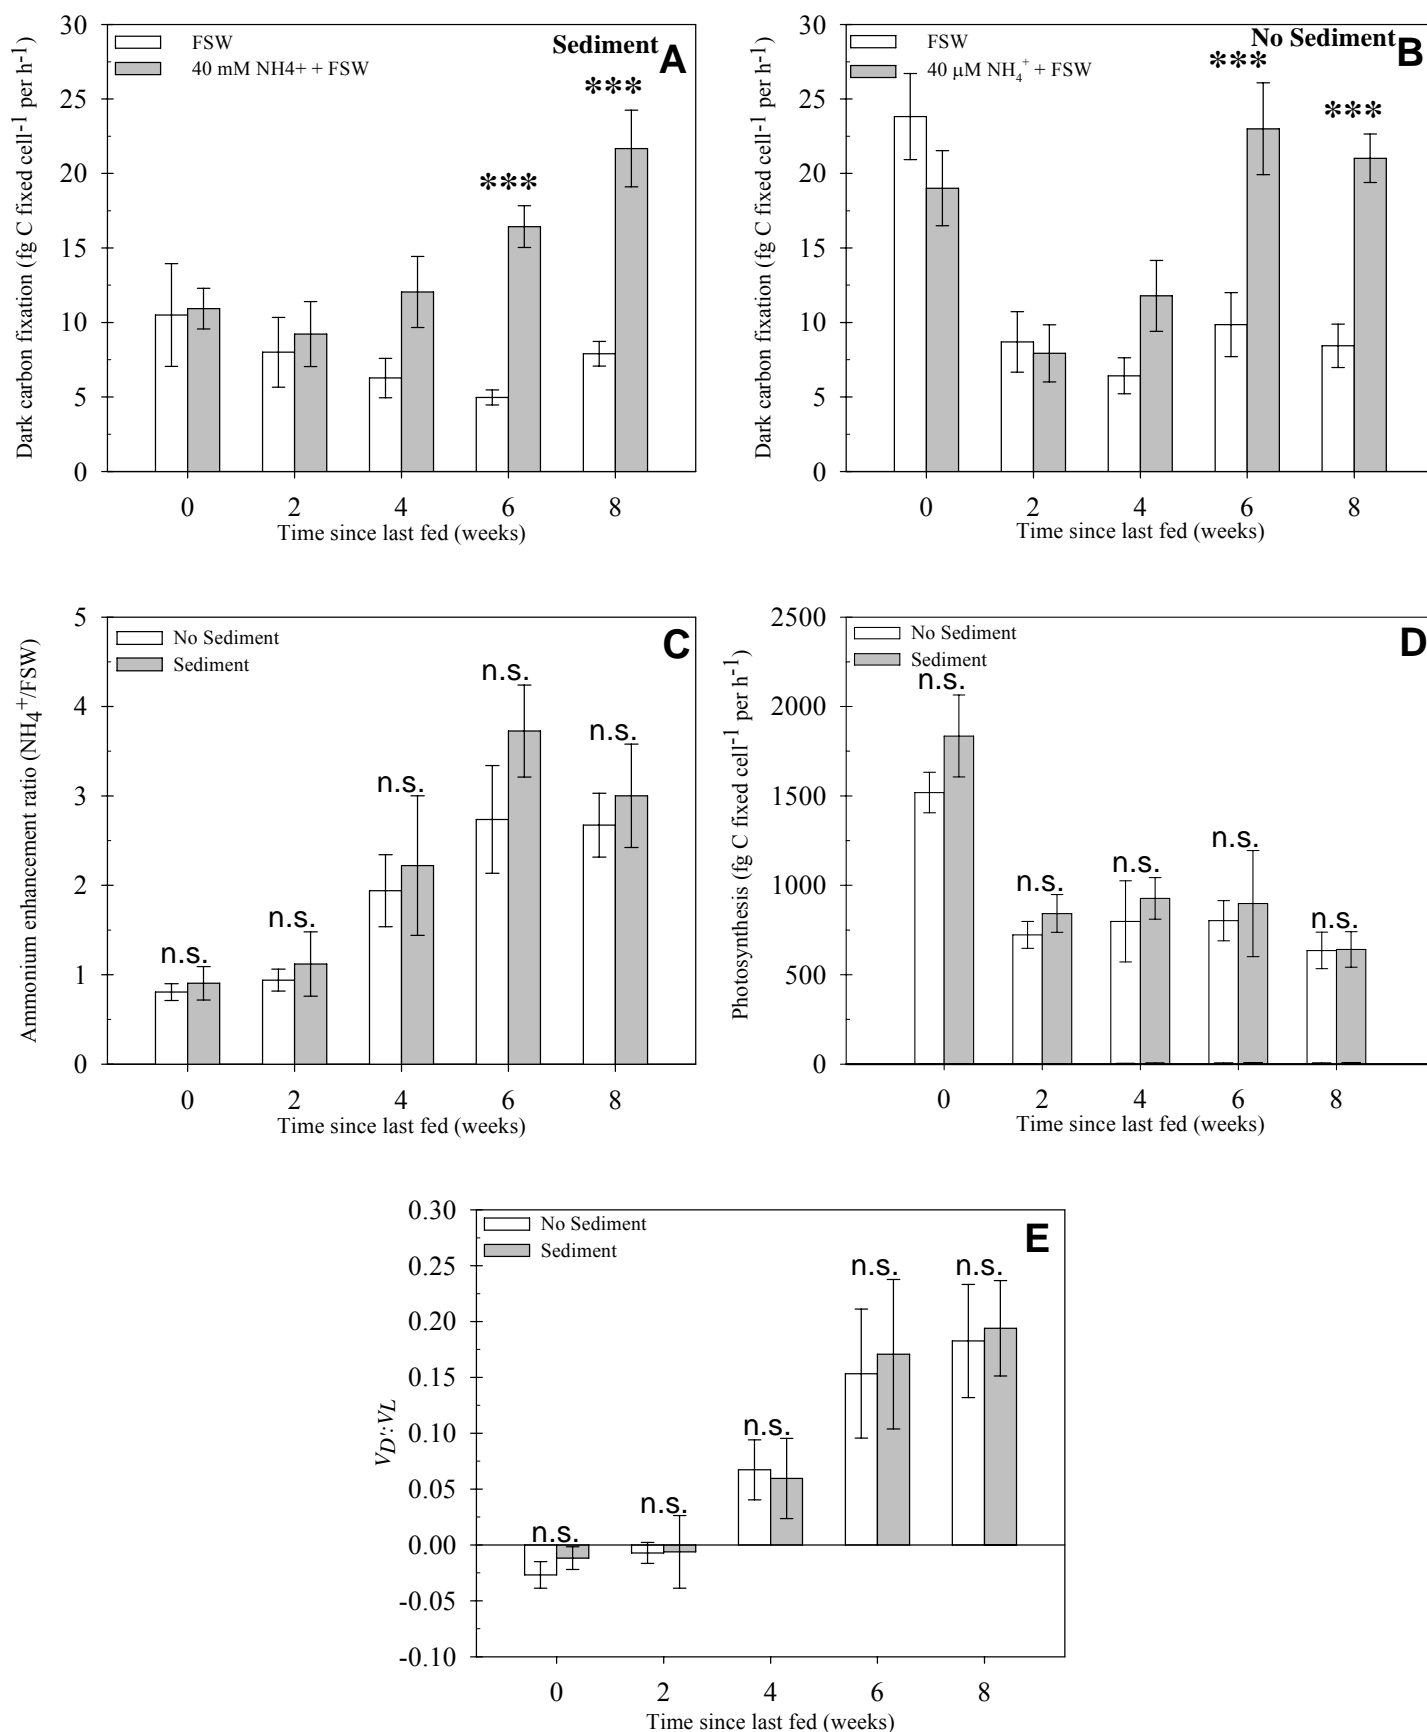 Dark carbon fixation (fg C fixed cell-1 per h-1)
30
25
20
15
10
5
0
FSW
40 mM NH4+ + FSW
Sediment
A
***
***
0 2 4 6 8
Time since last fed (weeks)
Dark carbon fixation (fg C fixed cell-1 per h-1)
30
25
20
15
10
5
0
FSW
40 μM NH4+ + FSW
No Sediment
B
***
***
0 2 4 6 8
Time since last fed (weeks)
Ammonium enhancement ratio (NH4+/FSW)
5
4
3
2
1
0
No Sediment
Sediment
C
n.s.
n.s.
n.s.
n.s.
n.s.
0 2 4 6 8
Time since last fed (weeks)
Photosynthesis (fg C fixed cell-1 per h-1)
2500
2000
1500
1000
500
0
No Sediment
Sediment
D
n.s.
n.s.
n.s.
n.s.
n.s.
0 2 4 6 8
Time since last fed (weeks)
VD':VL
0.30
0.25
0.20
0.15
0.10
0.05
0.00
-0.05
-0.10
No Sediment
Sediment
E
n.s.
n.s.
n.s.
n.s.
n.s.
0 2 4 6 8
Time since last fed (weeks)